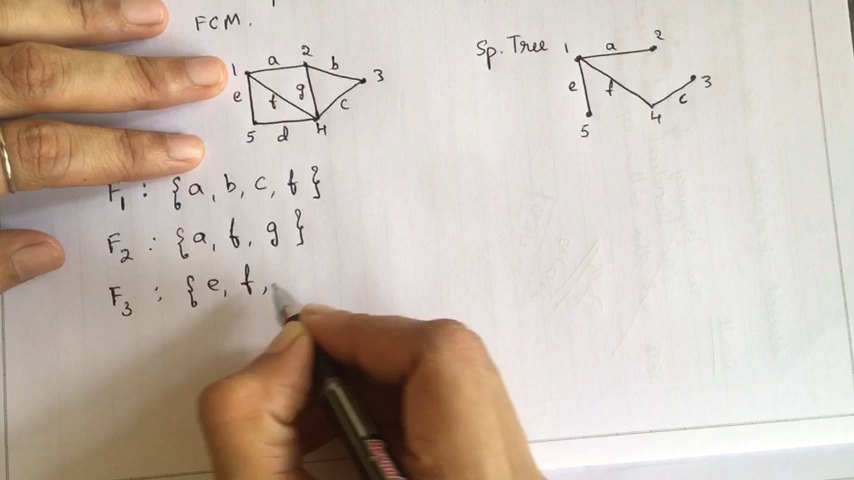 FCM.
Sp. Tree
1 a 2 b 3
e f g c
5 d 4
1 a 2
e f c 3
5 4
F1 : {a, b, c, f}
F2 : {a, f, g}
F3 : {e, f,